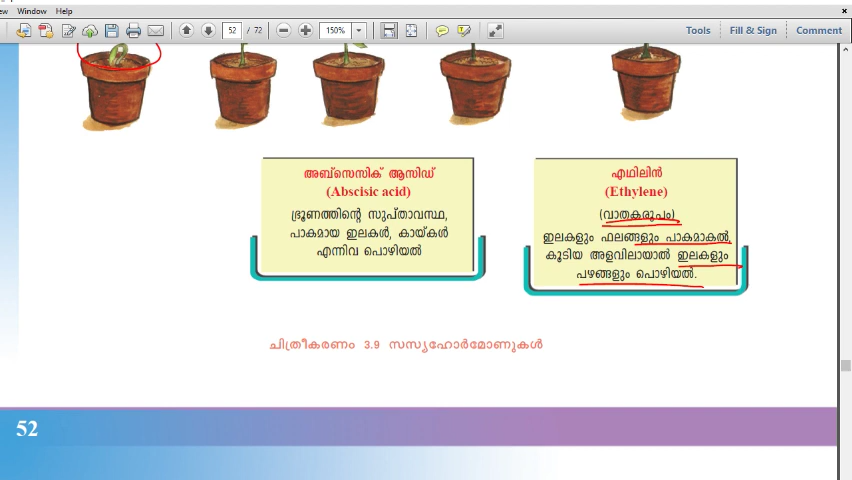 ew Window Help
52 / 72
150%
Tools Fill & Sign Comment
അബ്സെസിക് ആസിഡ്
(Abscisic acid)
ഭ്രൂണത്തിന്റെ സുപ്താവസ്ഥ,
പാകമായ ഇലകൾ, കായ്കൾ
എന്നിവ പൊഴിയൽ
എഥിലിൻ
(Ethylene)
(വാതകരൂപം)
ഇലകളും ഫലങ്ങളും പാകമാകൽ,
കൂടിയ അളവിലായാൽ ഇലകളും
പഴങ്ങളും പൊഴിയൽ.
ചിത്രീകരണം 3.9 സസ്യഹോർമോണുകൾ
52